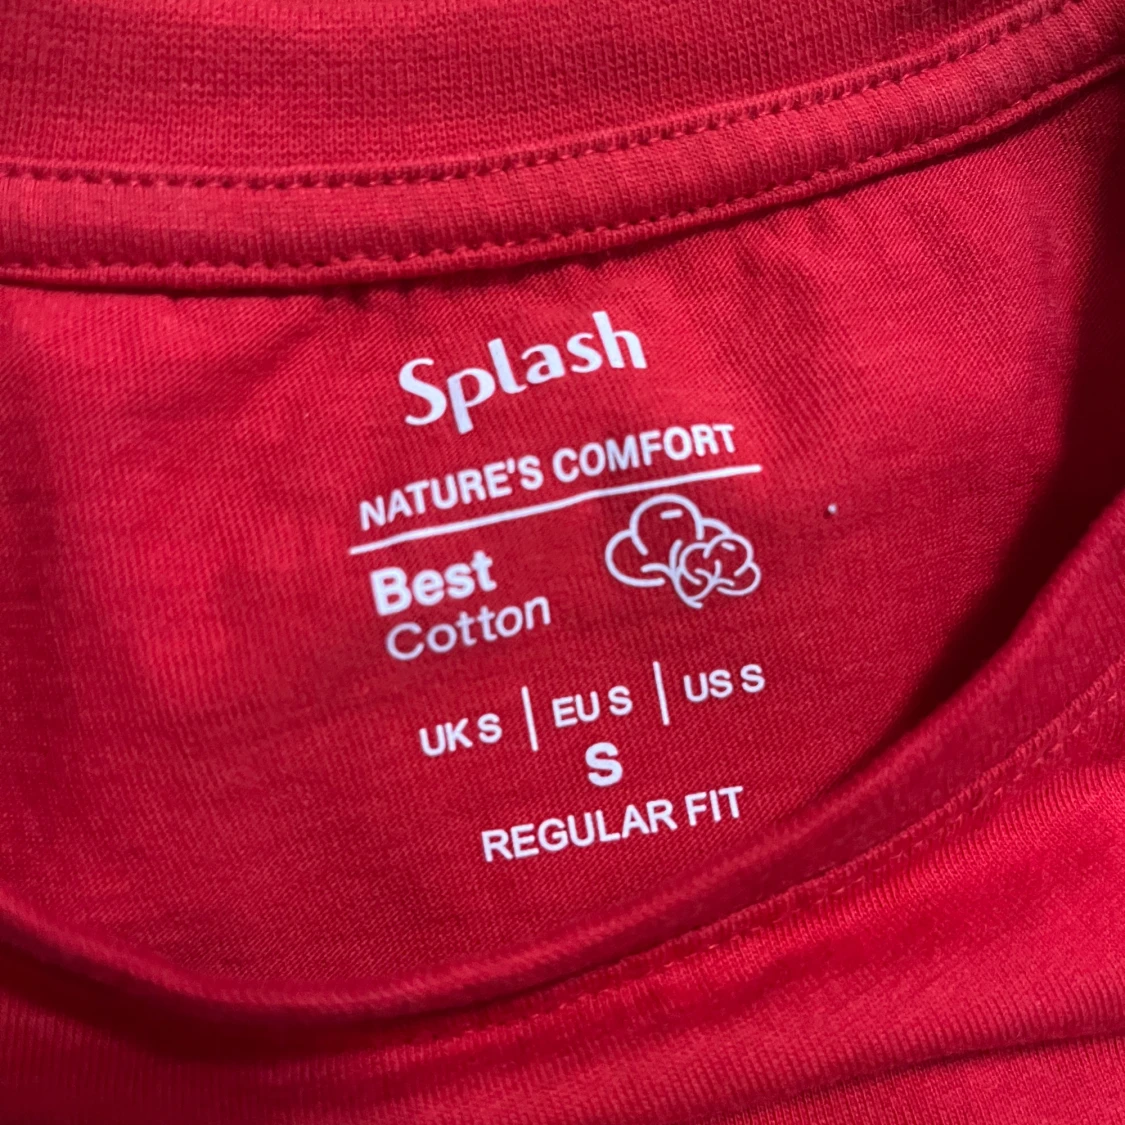 Splash
NATURE'S COMFORT
Best
Cotton
UK S | EU S | US S
S
REGULAR FIT